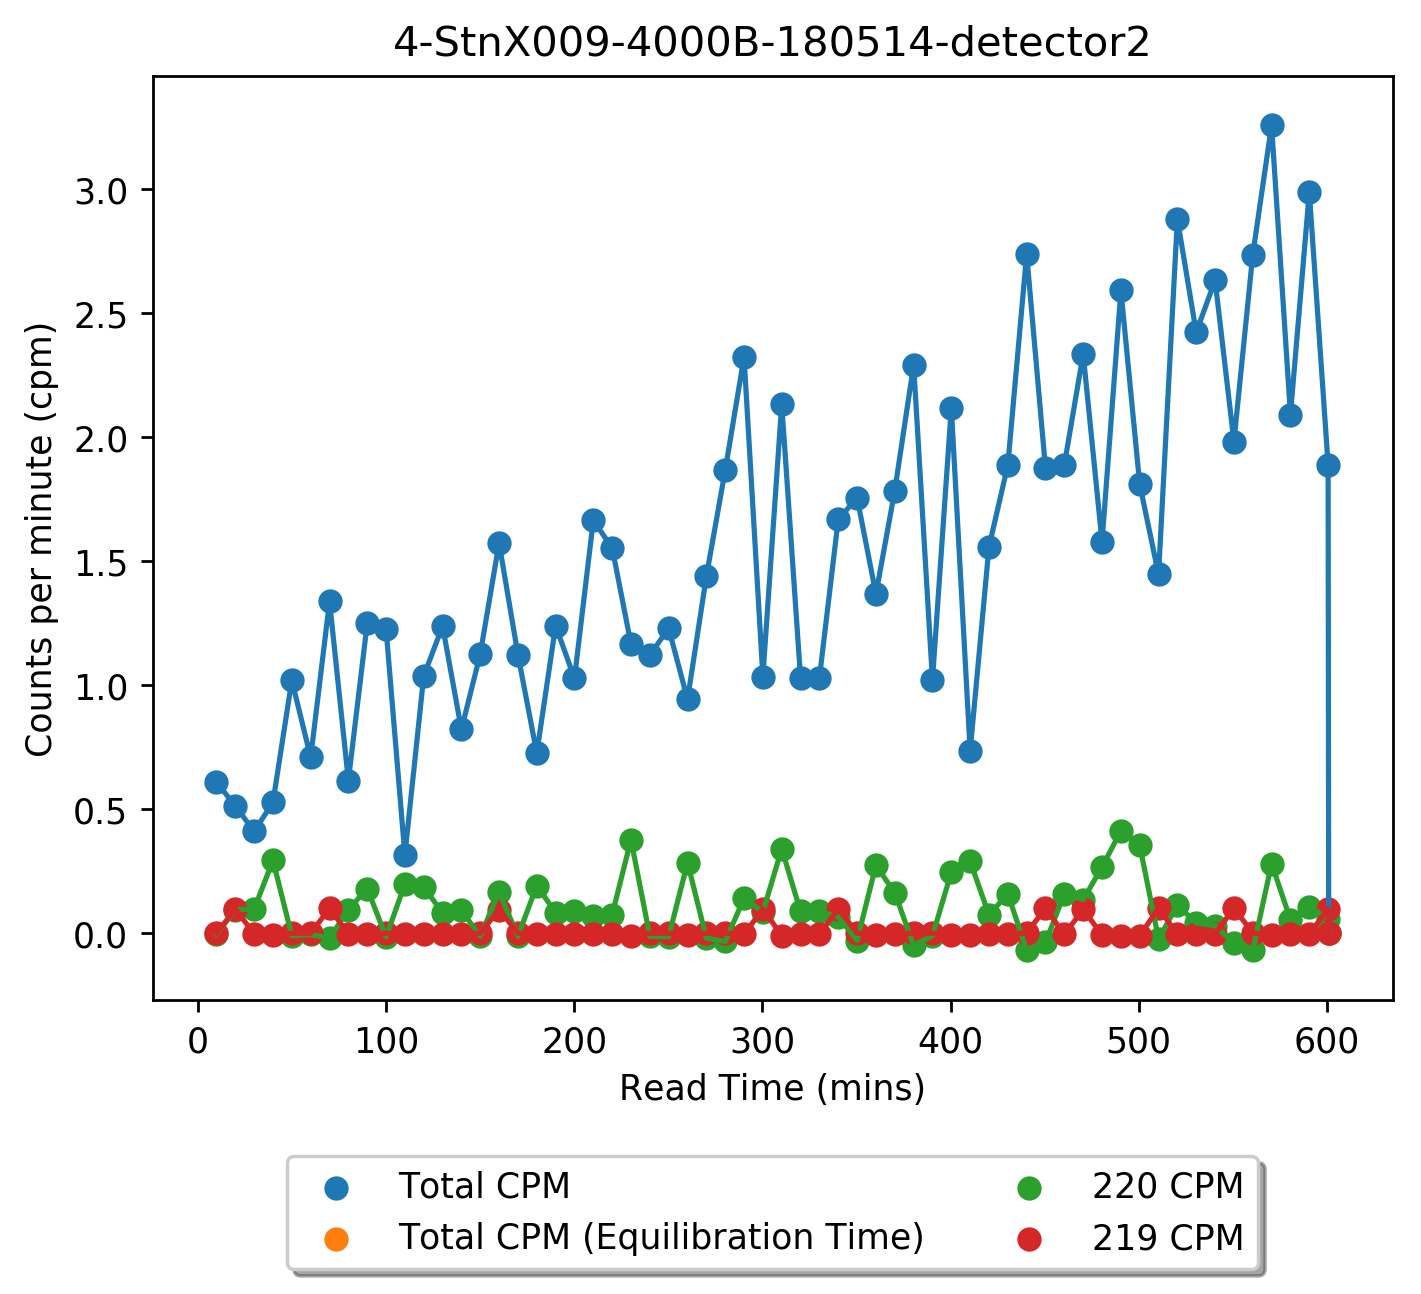 4-StnX009-4000B-180514-detector2
Counts per minute (cpm)
3.0
2.5
2.0
1.5
1.0
0.5
0.0
0 100 200 300 400 500 600
Read Time (mins)
Total CPM
Total CPM (Equilibration Time)
220 CPM
219 CPM